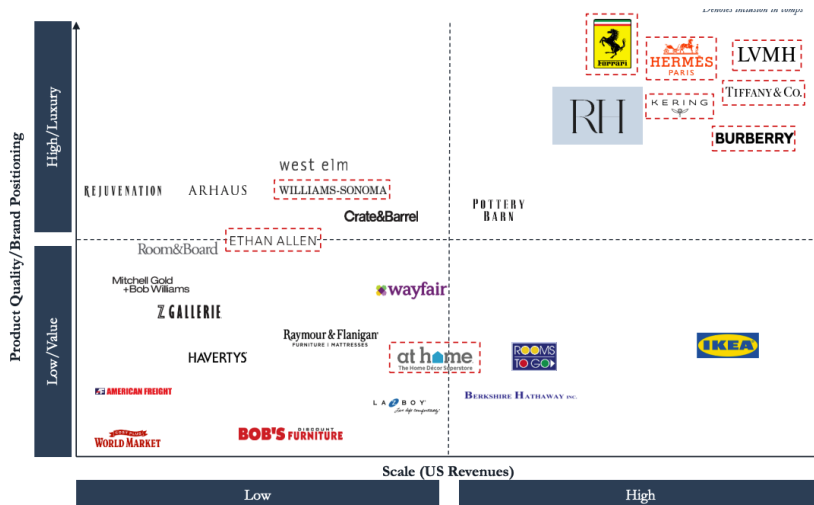 Denotes inclusion in comps
Ferrari
HERMÈS
PARIS
LVMH
TIFFANY & CO.
KERING
RH
BURBERRY
west elm
REJUVENATION
ARHAUS
WILLIAMS-SONOMA
POTTERY
BARN
Crate&Barrel
ETHAN ALLEN
Room&Board
Mitchell Gold
+Bob Williams
wayfair
Z GALLERIE
Raymour & Flanigan
FURNITURE | MATTRESSES
HAVERTYS
at home
The Home Décor Superstore
ROOMS
TO GO
IKEA
AF AMERICAN FREIGHT
LA Z BOY
BERKSHIRE HATHAWAY INC.
WORLD MARKET
BOB'S DISCOUNT FURNITURE
Product Quality/Brand Positioning
High/Luxury
Low/Value
Scale (US Revenues)
Low
High